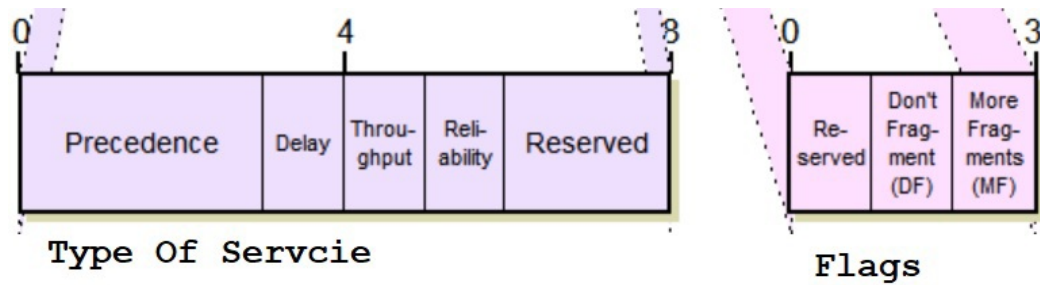 0 4 8 0 3
Precedence
Delay
Throu-
ghput
Reli-
ability
Reserved
Re-
served
Don't
Frag-
ment
(DF)
More
Frag-
ments
(MF)
Type Of Servcie
Flags